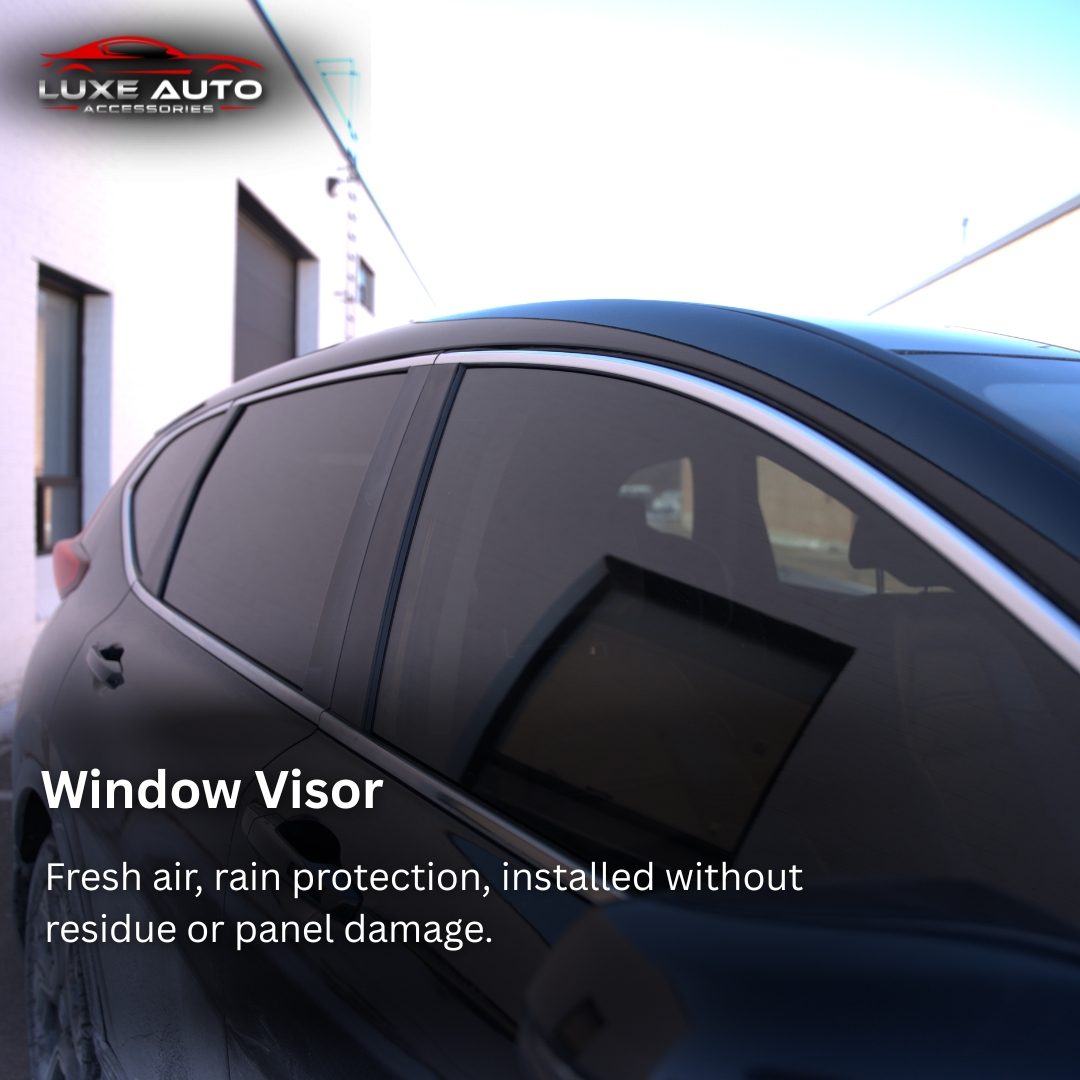 LUXE AUTO
ACCESSORIES
Window Visor
Fresh air, rain protection, installed without
residue or panel damage.